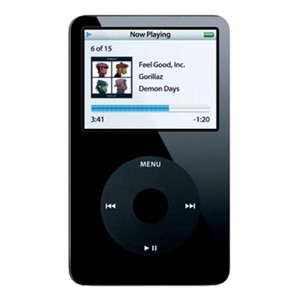 Now Playing
6 of 15
Feel Good, Inc.
Gorillaz
Demon Days
3:41 -1:20
MENU